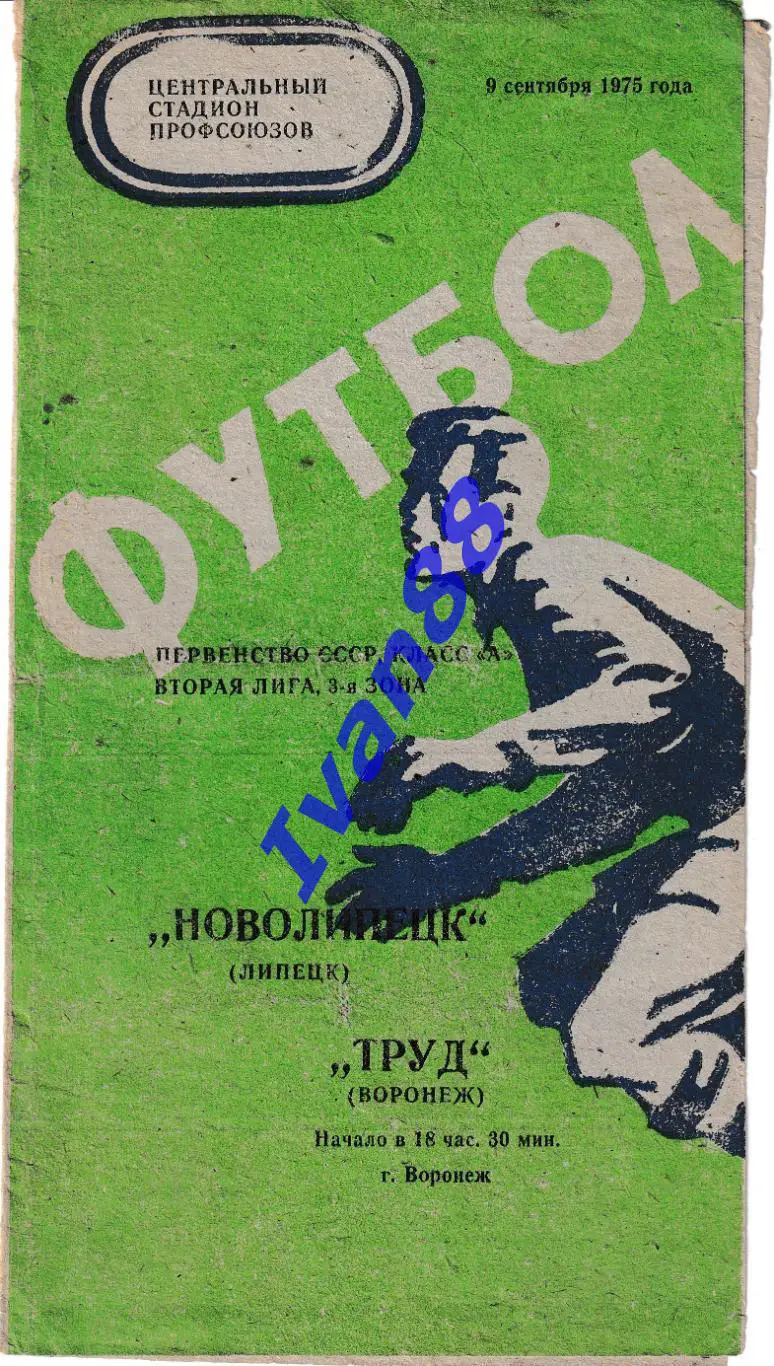 ЦЕНТРАЛЬНЫЙ
СТАДИОН
ПРОФСОЮЗОВ
9 сентября 1975 года
ФУТБОЛ
ПЕРВЕНСТВО СССР, КЛАСС «А»
ВТОРАЯ ЛИГА, 3-я ЗОНА
Ivan88
„НОВОЛИПЕЦК“
(ЛИПЕЦК)
„ТРУД“
(ВОРОНЕЖ)
Начало в 18 час. 30 мин.
г. Воронеж